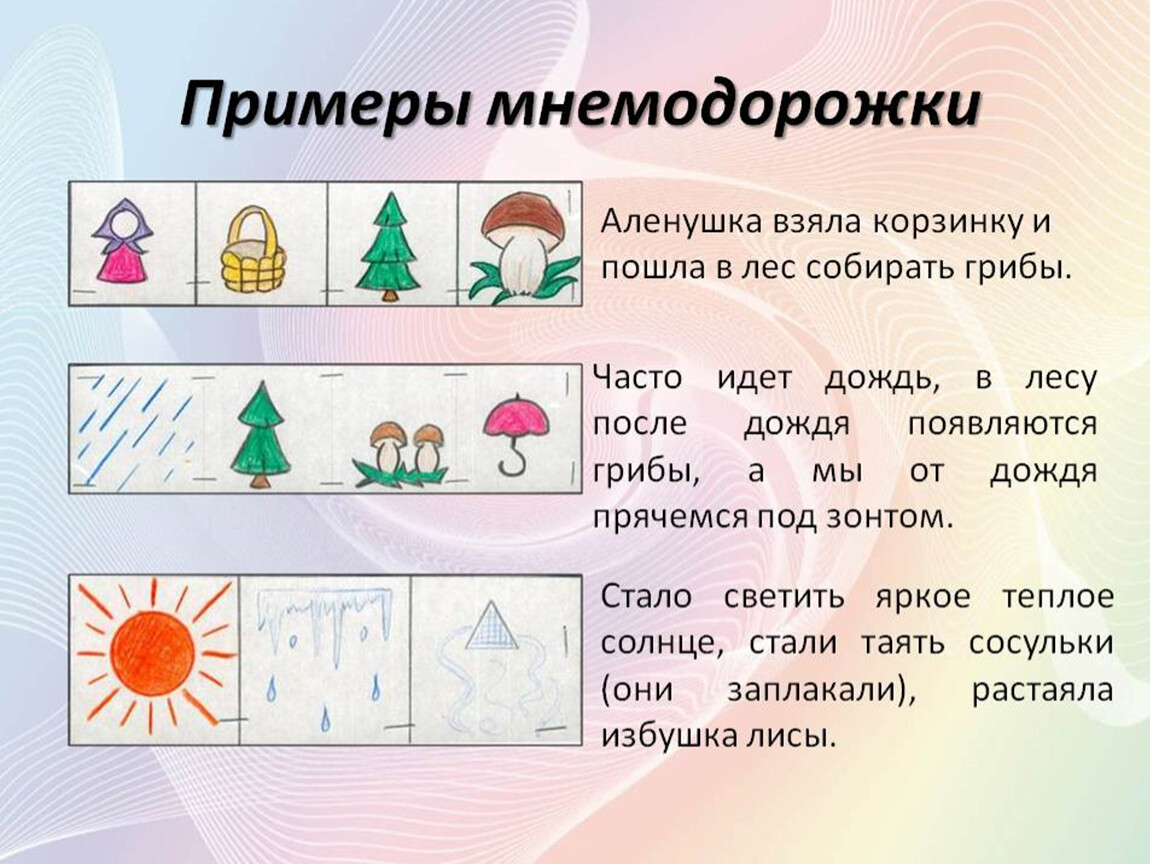 Примеры мнемодорожки
Аленушка взяла корзинку и
пошла в лес собирать грибы.
Часто идет дождь, в лесу
после дождя появляются
грибы, а мы от дождя
прячемся под зонтом.
Стало светить яркое теплое
солнце, стали таять сосульки
(они заплакали), растаяла
избушка лисы.